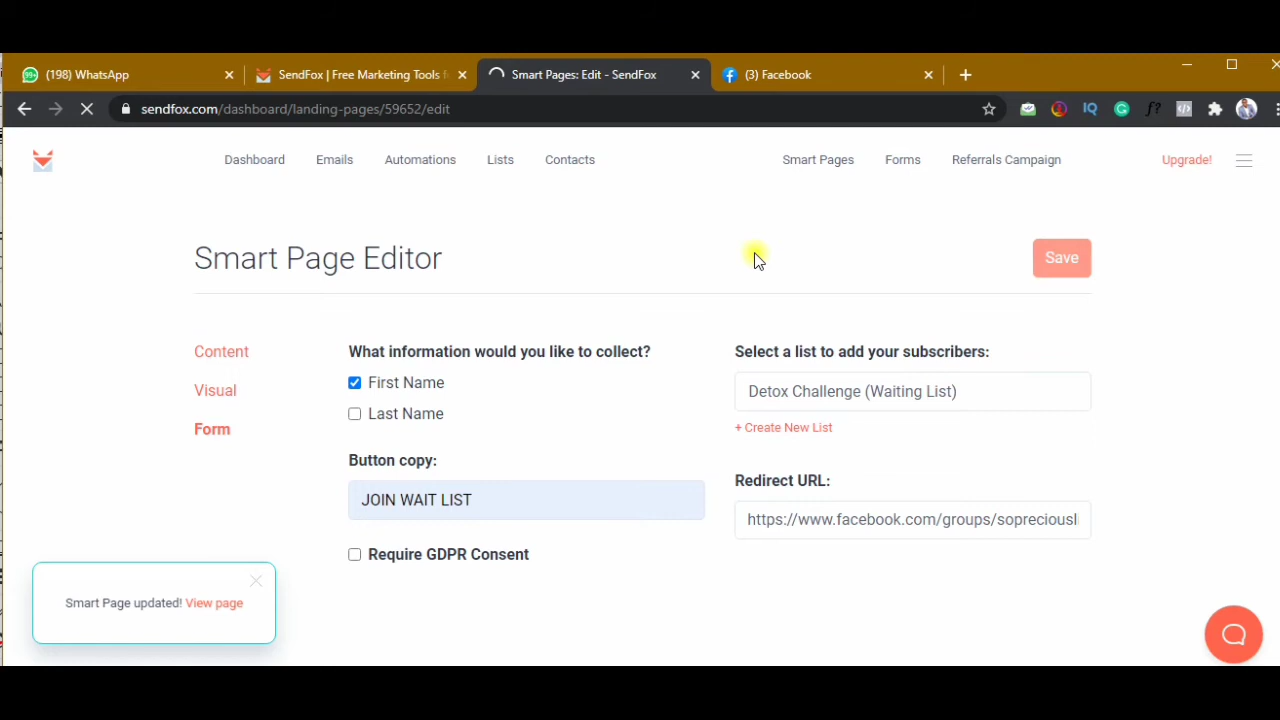 (198) WhatsApp
SendFox | Free Marketing Tools f
Smart Pages: Edit - SendFox
(3) Facebook
sendfox.com/dashboard/landing-pages/59652/edit
Dashboard Emails Automations Lists Contacts Smart Pages Forms Referrals Campaign Upgrade!
Smart Page Editor
Save
Content
Visual
Form
What information would you like to collect?
First Name
Last Name
Button copy:
JOIN WAIT LIST
Require GDPR Consent
Select a list to add your subscribers:
Detox Challenge (Waiting List)
+ Create New List
Redirect URL:
https://www.facebook.com/groups/sopreciousli
Smart Page updated! View page